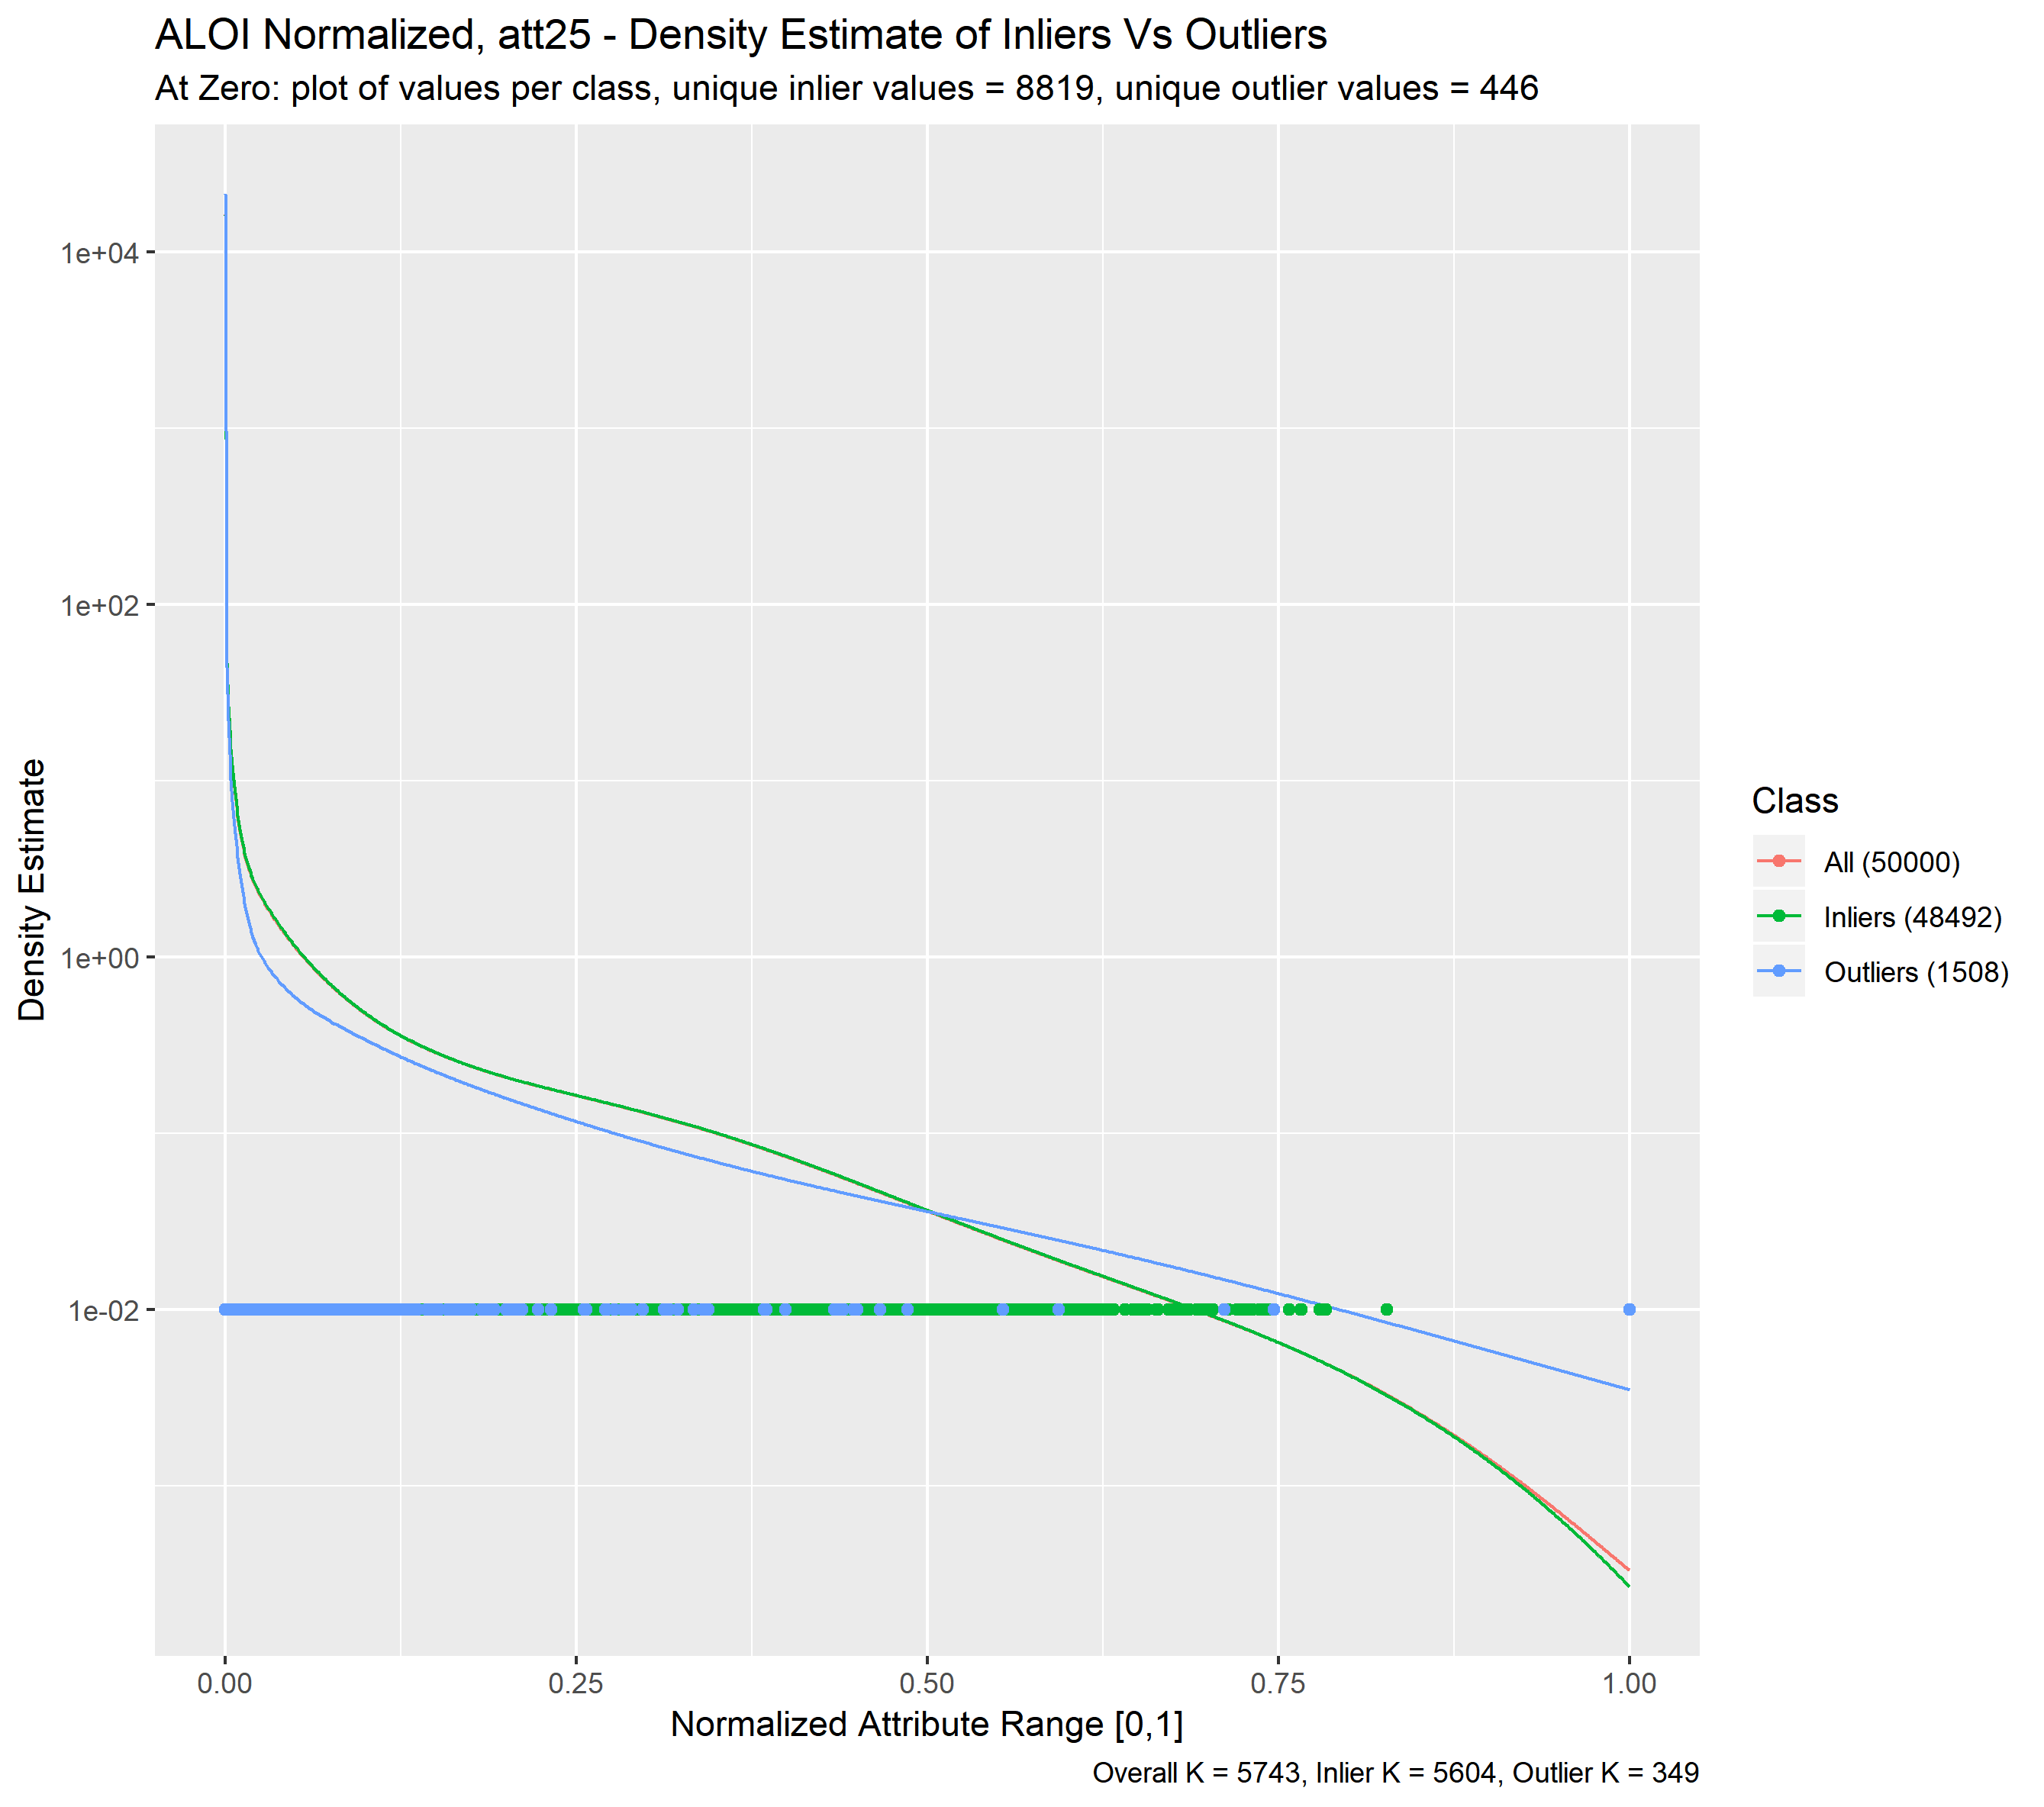 ALOI Normalized, att25 - Density Estimate of Inliers Vs Outliers
At Zero: plot of values per class, unique inlier values = 8819, unique outlier values = 446
Density Estimate
1e+04
1e+02
1e+00
1e-02
0.00 0.25 0.50 0.75 1.00
Normalized Attribute Range [0,1]
Overall K = 5743, Inlier K = 5604, Outlier K = 349
Class
All (50000)
Inliers (48492)
Outliers (1508)